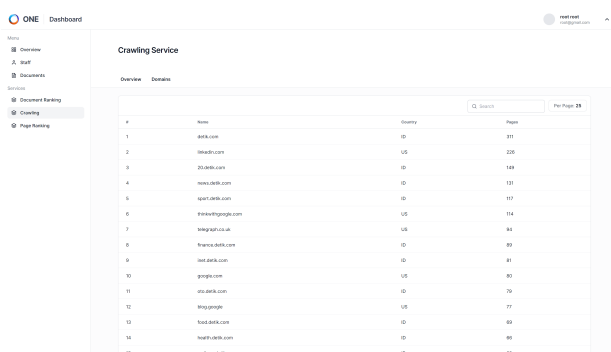 ONE Dashboard
root root
root@gmail.com
Menu
Overview
Staff
Documents
Services
Document Ranking
Crawling
Page Ranking
Crawling Service
Overview Domains
Search Per Page: 25
# Name Country Pages
1 detik.com ID 311
2 linkedin.com US 226
3 20.detik.com ID 149
4 news.detik.com ID 131
5 sport.detik.com ID 117
6 thinkwithgoogle.com US 114
7 telegraph.co.uk US 94
8 finance.detik.com ID 89
9 inet.detik.com ID 81
10 google.com US 80
11 oto.detik.com ID 79
12 blog.google US 77
13 food.detik.com ID 69
14 health.detik.com ID 66